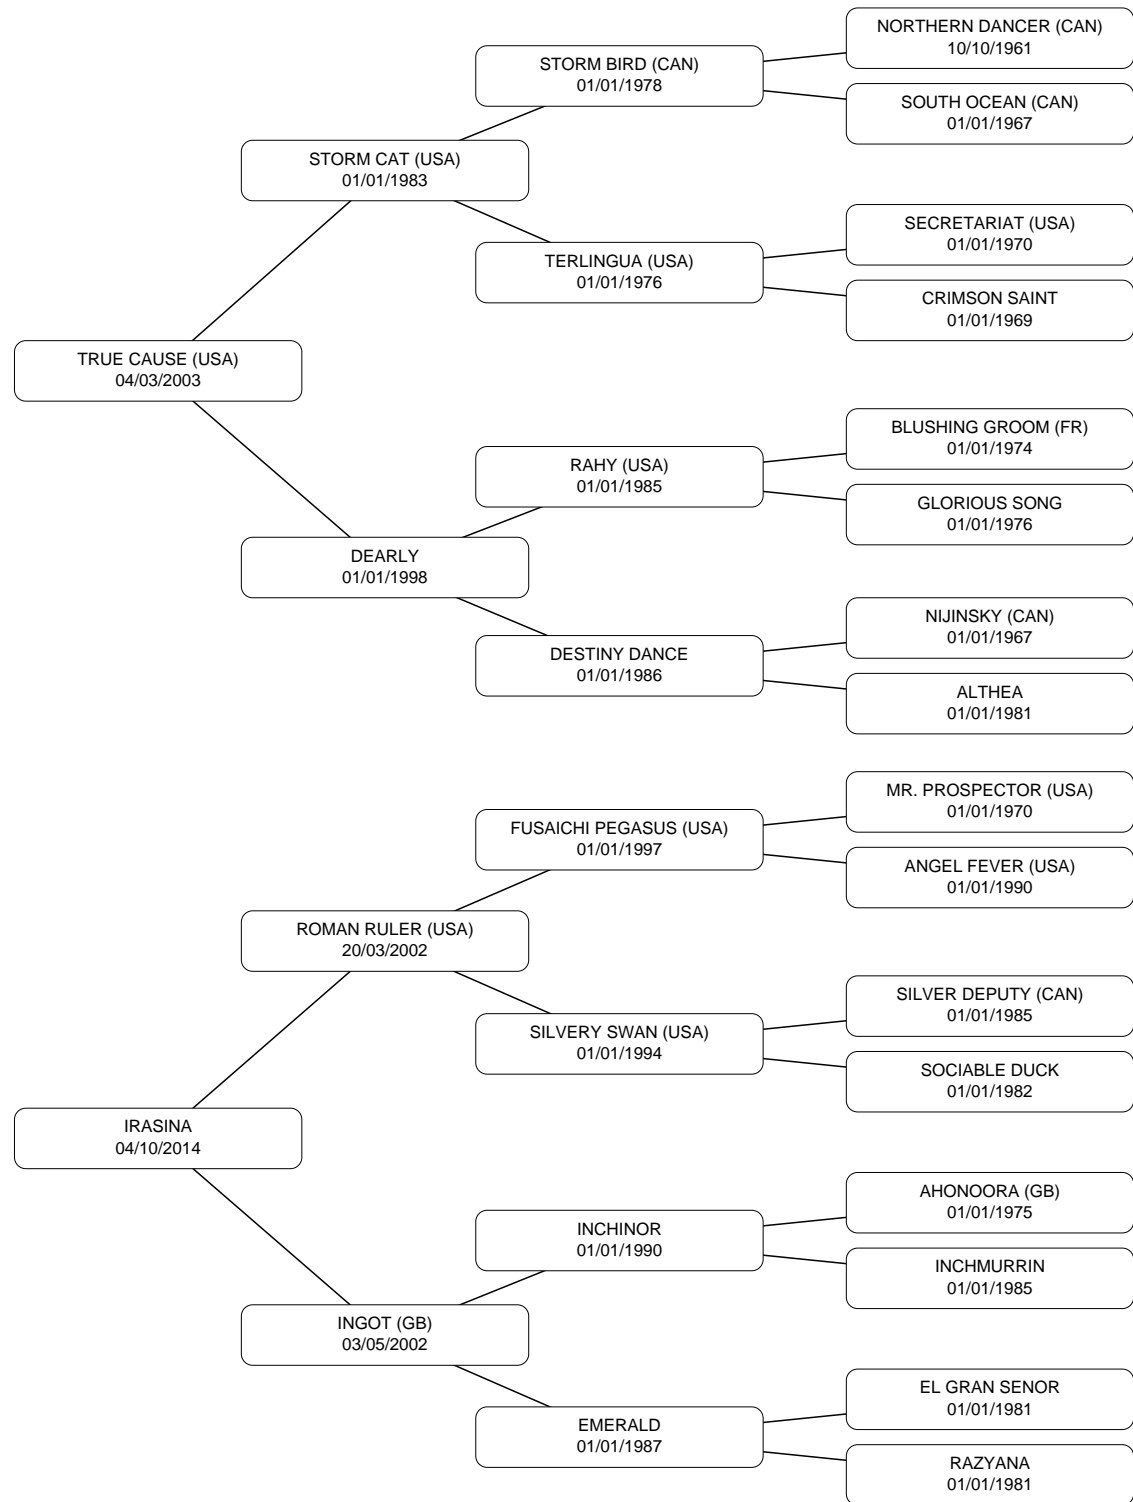 NORTHERN DANCER (CAN)
10/10/1961
STORM BIRD (CAN)
01/01/1978
SOUTH OCEAN (CAN)
01/01/1967
STORM CAT (USA)
01/01/1983
SECRETARIAT (USA)
01/01/1970
TERLINGUA (USA)
01/01/1976
CRIMSON SAINT
01/01/1969
TRUE CAUSE (USA)
04/03/2003
BLUSHING GROOM (FR)
01/01/1974
RAHY (USA)
01/01/1985
GLORIOUS SONG
01/01/1976
DEARLY
01/01/1998
NIJINSKY (CAN)
01/01/1967
DESTINY DANCE
01/01/1986
ALTHEA
01/01/1981
MR. PROSPECTOR (USA)
01/01/1970
FUSAICHI PEGASUS (USA)
01/01/1997
ANGEL FEVER (USA)
01/01/1990
ROMAN RULER (USA)
20/03/2002
SILVER DEPUTY (CAN)
01/01/1985
SILVERY SWAN (USA)
01/01/1994
SOCIABLE DUCK
01/01/1982
IRASINA
04/10/2014
AHONOORA (GB)
01/01/1975
INCHINOR
01/01/1990
INCHMURRIN
01/01/1985
INGOT (GB)
03/05/2002
EL GRAN SENOR
01/01/1981
EMERALD
01/01/1987
RAZYANA
01/01/1981